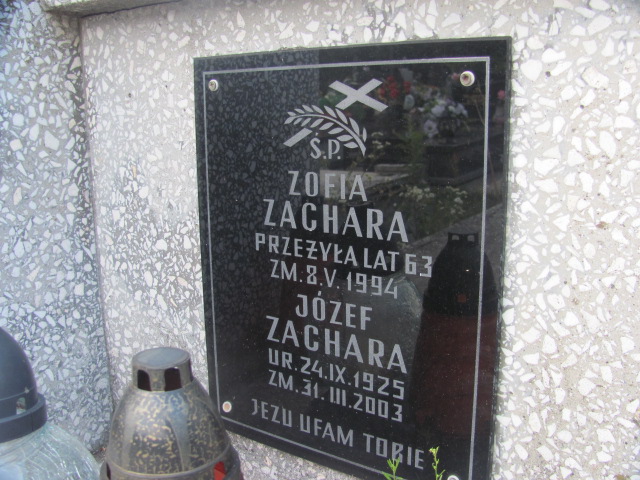 Ś.P.
ZOFIA
ZACHARA
PRZEŻYŁA LAT 63
ZM. 8. V. 1994
JÓZEF
ZACHARA
UR. 24. IX. 1925
ZM. 31. III. 2003
JEZU UFAM TOBIE